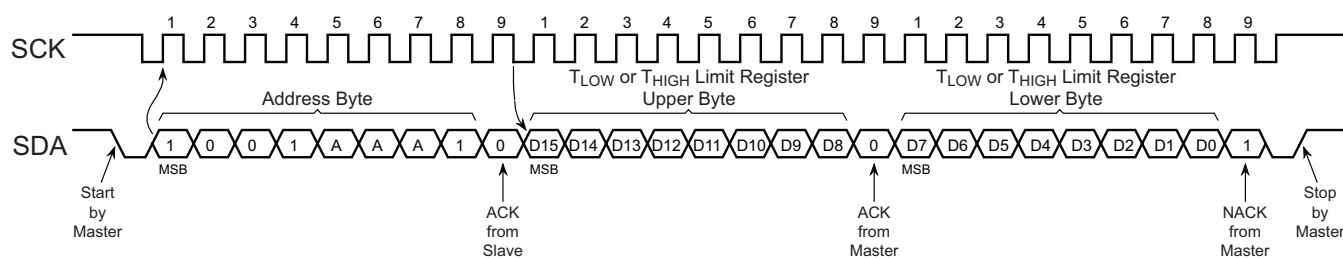 1 2 3 4 5 6 7 8 9 1 2 3 4 5 6 7 8 9 1 2 3 4 5 6 7 8 9
SCK
TLOW or THIGH Limit Register
Upper Byte
TLOW or THIGH Limit Register
Lower Byte
Address Byte
SDA
1 0 0 1 A A A 1 0 D15 D14 D13 D12 D11 D10 D9 D8 0 D7 D6 D5 D4 D3 D2 D1 D0 1
MSB MSB MSB
Start
by
Master
ACK
from
Slave
ACK
from
Master
NACK
from
Master
Stop
by
Master